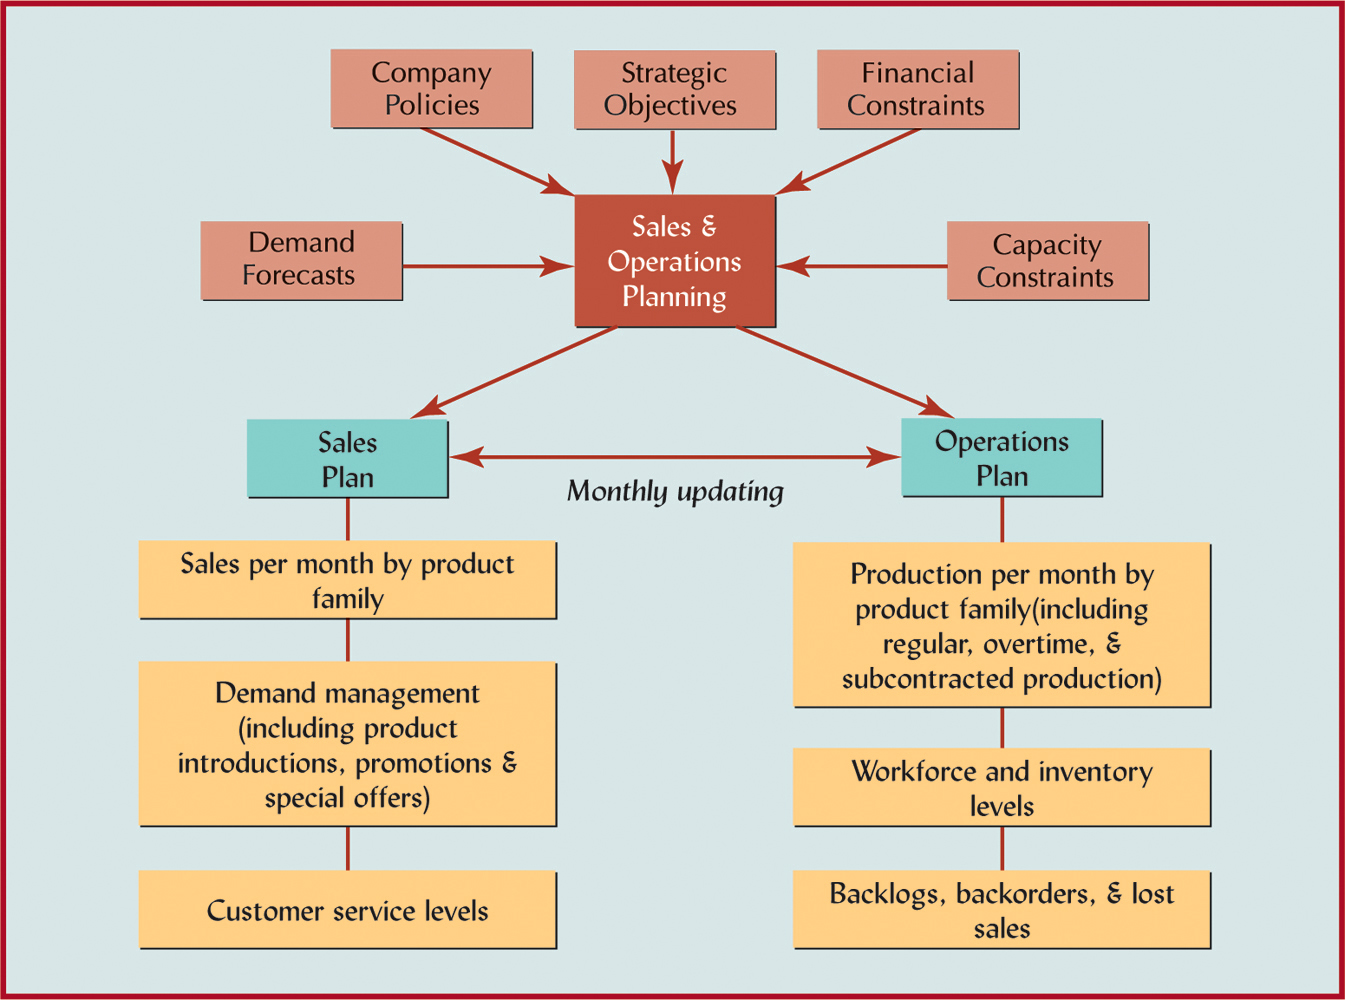 Company
Policies
Strategic
Objectives
Financial
Constraints
Demand
Forecasts
Sales &
Operations
Planning
Capacity
Constraints
Sales
Plan
Monthly updating
Operations
Plan
Sales per month by product
family
Demand management
(including product
introductions, promotions &
special offers)
Customer service levels
Production per month by
product family(including
regular, overtime, &
subcontracted production)
Workforce and inventory
levels
Backlogs, backorders, & lost
sales